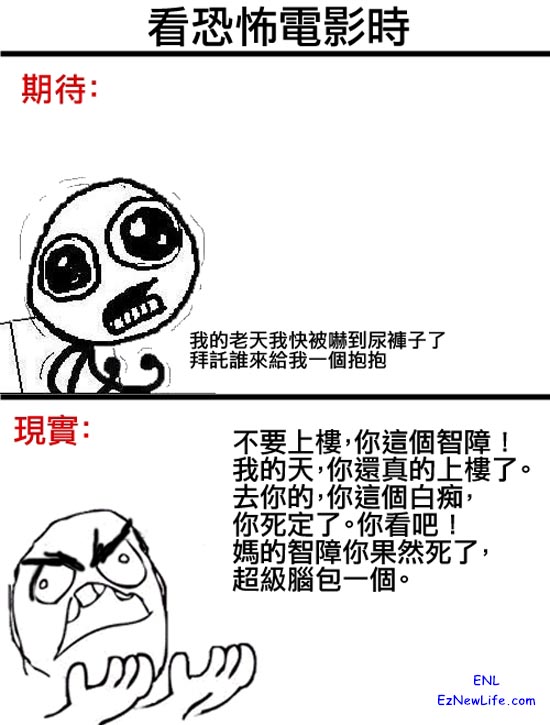 看恐怖電影時
期待：
我的老天我快被嚇到尿褲子了
拜託誰來給我一個抱抱
現實：
不要上樓，你這個智障！
我的天，你還真的上樓了。
去你的，你這個白痴，
你死定了。你看吧！
媽的智障你果然死了，
超級腦包一個。
ENL
EzNewLife.com